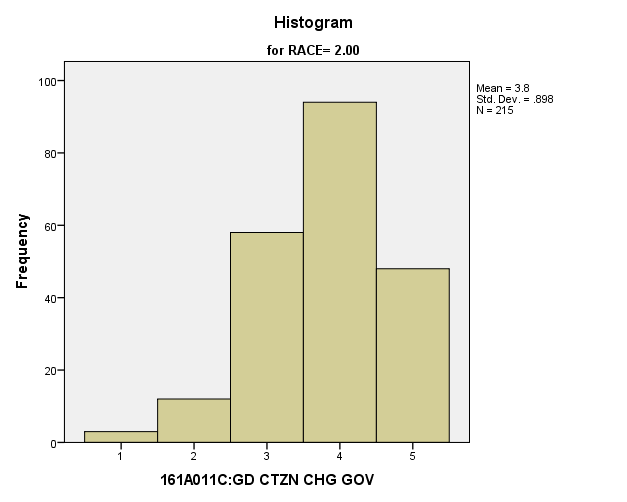 Histogram
for RACE= 2.00
Mean = 3.8
Std. Dev. = .898
N = 215
Frequency
100
80
60
40
20
0
1 2 3 4 5
161A011C:GD CTZN CHG GOV